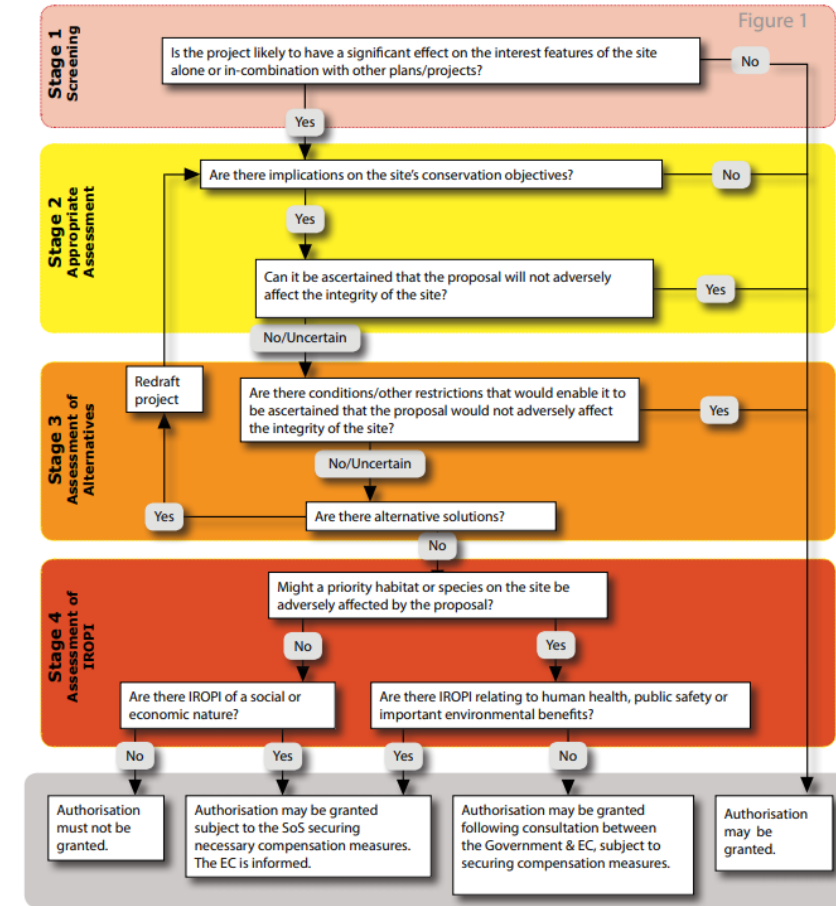 Figure 1
Stage 1
Screening
Is the project likely to have a significant effect on the interest features of the site
alone or in-combination with other plans/projects?
No
Yes
Stage 2
Appropriate
Assessment
Are there implications on the site's conservation objectives?
No
Yes
Can it be ascertained that the proposal will not adversely
affect the integrity of the site?
Yes
No/Uncertain
Stage 3
Assessment of
Alternatives
Redraft
project
Are there conditions/other restrictions that would enable it to
be ascertained that the proposal would not adversely affect
the integrity of the site?
Yes
No/Uncertain
Yes
Are there alternative solutions?
No
Stage 4
Assessment of
IROPI
Might a priority habitat or species on the site be
adversely affected by the proposal?
No
Yes
Are there IROPI of a social or
economic nature?
Are there IROPI relating to human health, public safety or
important environmental benefits?
No
Yes
Yes
No
Authorisation
must not be
granted.
Authorisation may be granted
subject to the SoS securing
necessary compensation measures.
The EC is informed.
Authorisation may be granted
following consultation between
the Government & EC, subject to
securing compensation measures.
Authorisation
may be
granted.